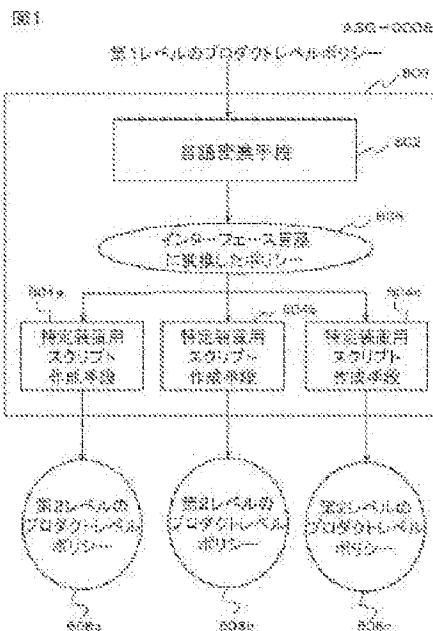 図1
第1レベルのプロダクトレベルポリシー
言語変換手段
602
インターフェース言語
に変換したポリシー
特定装置用
スクリプト
作成手段
特定装置用
スクリプト
作成手段
特定装置用
スクリプト
作成手段
第2レベルの
プロダクトレベル
ポリシー
第2レベルの
プロダクトレベル
ポリシー
第2レベルの
プロダクトレベル
ポリシー